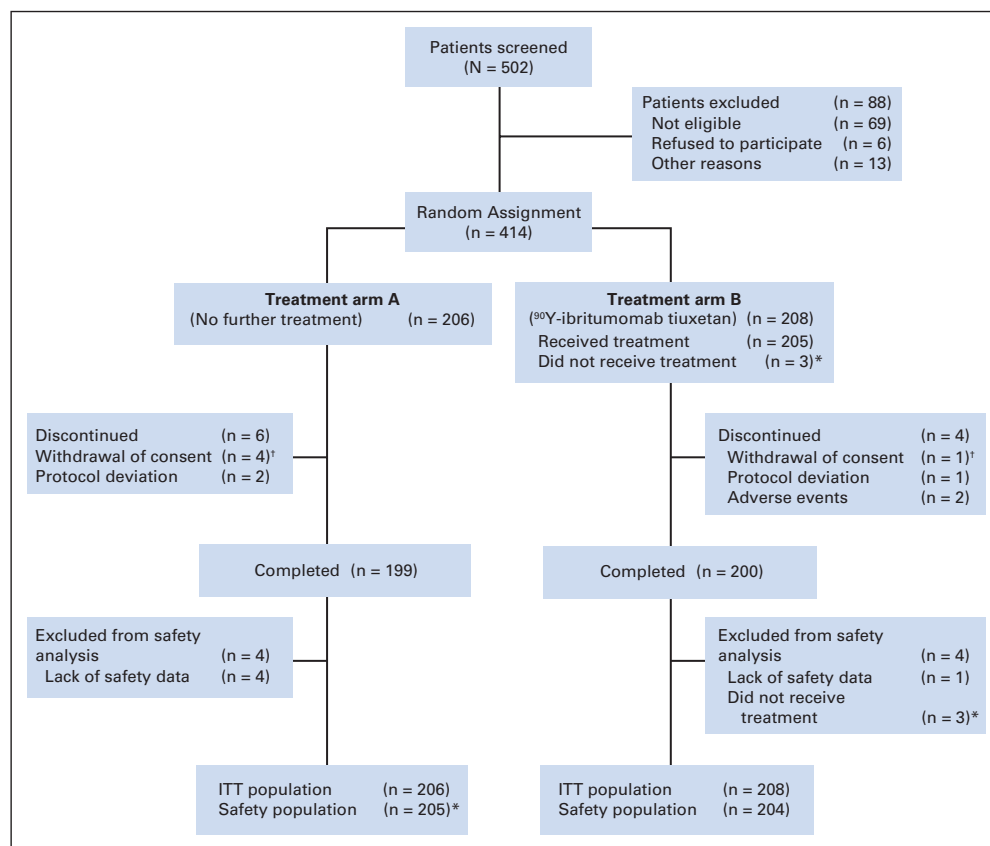 Patients screened
(N = 502)
Patients excluded (n = 88)
Not eligible (n = 69)
Refused to participate (n = 6)
Other reasons (n = 13)
Random Assignment
(n = 414)
Treatment arm A
(No further treatment) (n = 206)
Treatment arm B
(⁹⁰Y-ibritumomab tiuxetan) (n = 208)
Received treatment (n = 205)
Did not receive treatment (n = 3)*
Discontinued (n = 6)
Withdrawal of consent (n = 4)†
Protocol deviation (n = 2)
Discontinued (n = 4)
Withdrawal of consent (n = 1)†
Protocol deviation (n = 1)
Adverse events (n = 2)
Completed (n = 199)
Completed (n = 200)
Excluded from safety
analysis (n = 4)
Lack of safety data (n = 4)
Excluded from safety
analysis (n = 4)
Lack of safety data (n = 1)
Did not receive
treatment (n = 3)*
ITT population (n = 206)
Safety population (n = 205)*
ITT population (n = 208)
Safety population (n = 204)